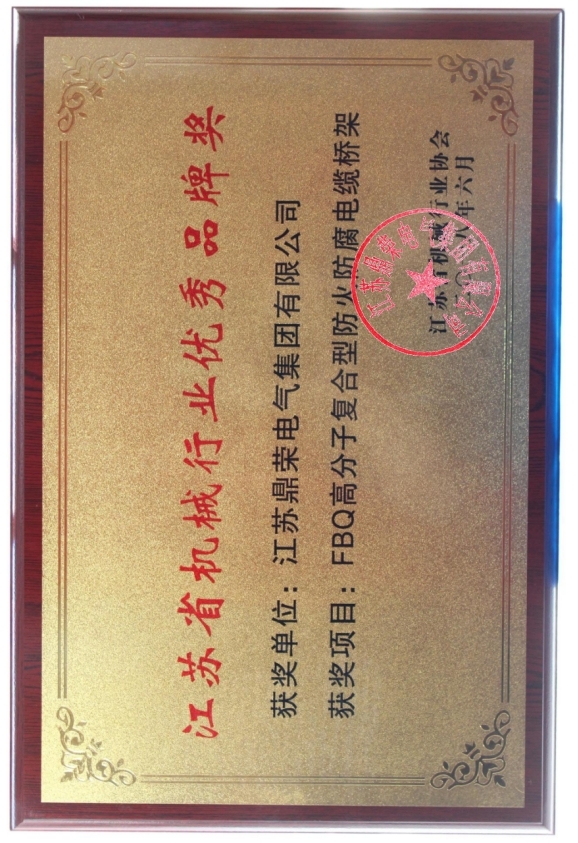 江苏省机械行业优秀品牌奖
获奖单位：江苏鼎荣电气集团有限公司
获奖项目：FBQ高分子复合型防火防腐电缆桥架
江苏省机械行业协会
年六月